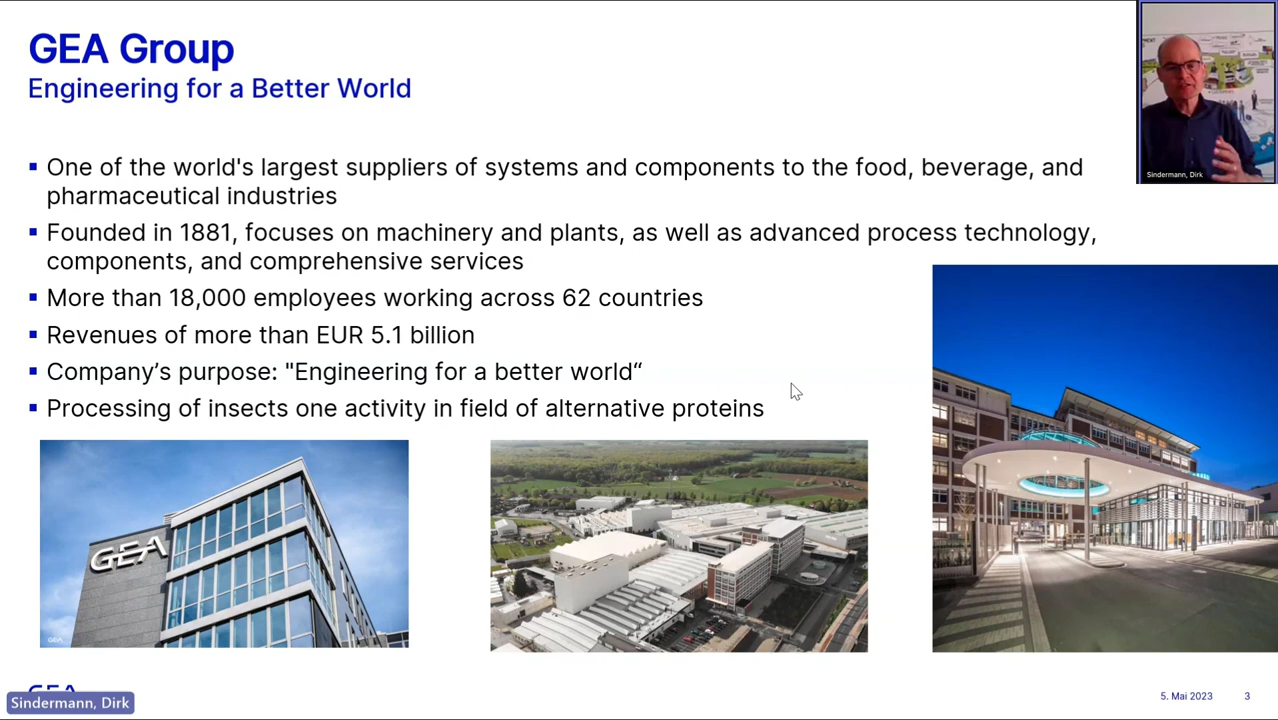 GEA Group
Engineering for a Better World
Sindermann, Dirk
▪ One of the world's largest suppliers of systems and components to the food, beverage, and
pharmaceutical industries
▪ Founded in 1881, focuses on machinery and plants, as well as advanced process technology,
components, and comprehensive services
▪ More than 18,000 employees working across 62 countries
▪ Revenues of more than EUR 5.1 billion
▪ Company’s purpose: "Engineering for a better world“
▪ Processing of insects one activity in field of alternative proteins
GEA
GEA
GEA
Sindermann, Dirk
5. Mai 2023 3